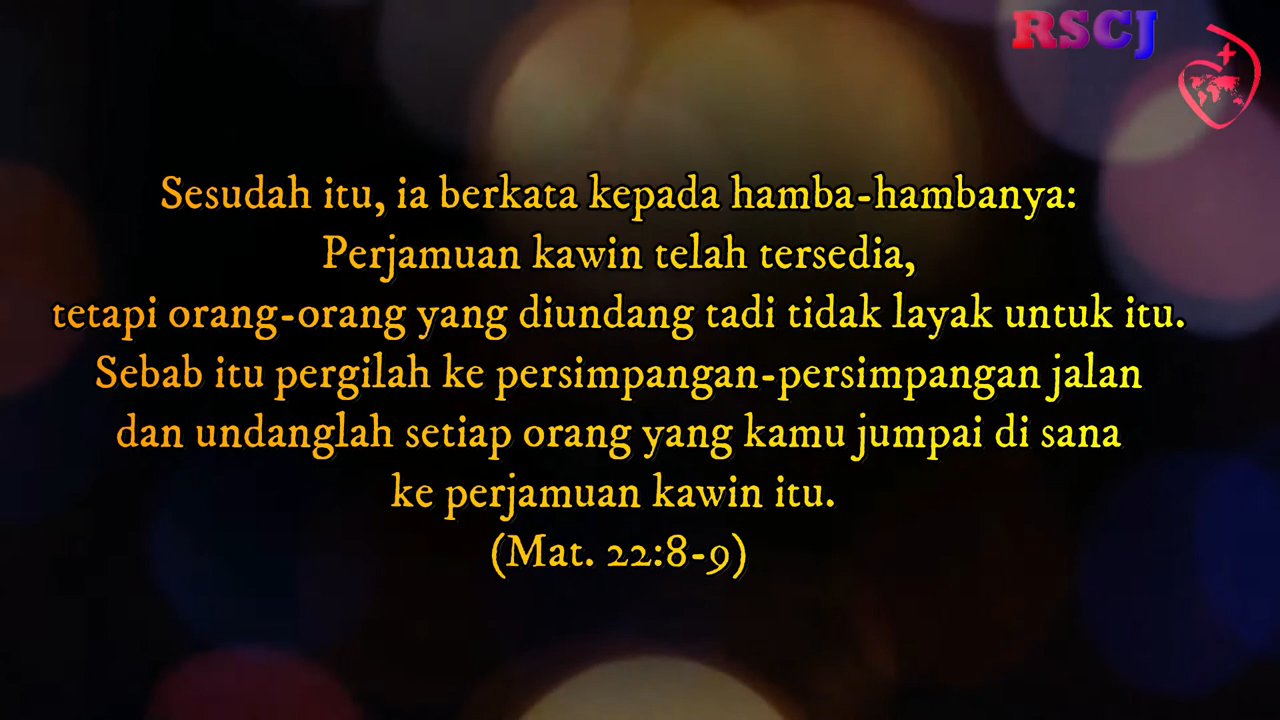 RSCJ
Sesudah itu, ia berkata kepada hamba-hambanya:
Perjamuan kawin telah tersedia,
tetapi orang-orang yang diundang tadi tidak layak untuk itu.
Sebab itu pergilah ke persimpangan-persimpangan jalan
dan undanglah setiap orang yang kamu jumpai di sana
ke perjamuan kawin itu.
(Mat. 22:8-9)